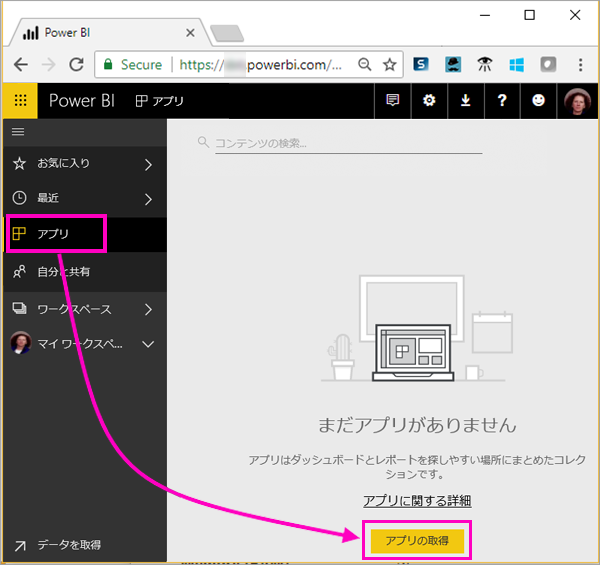 Power BI
Secure https:// .powerbi.com/...
Power BI アプリ
コンテンツの検索...
お気に入り
最近
アプリ
自分と共有
ワークスペース
マイ ワークスペ...
まだアプリがありません
アプリはダッシュボードとレポートを探しやすい場所にまとめたコレク
ションです。
アプリに関する詳細
アプリの取得
データを取得